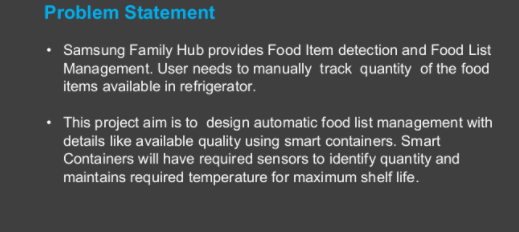 Problem Statement
• Samsung Family Hub provides Food Item detection and Food List
Management. User needs to manually track quantity of the food
items available in refrigerator.
• This project aim is to design automatic food list management with
details like available quality using smart containers. Smart
Containers will have required sensors to identify quantity and
maintains required temperature for maximum shelf life.